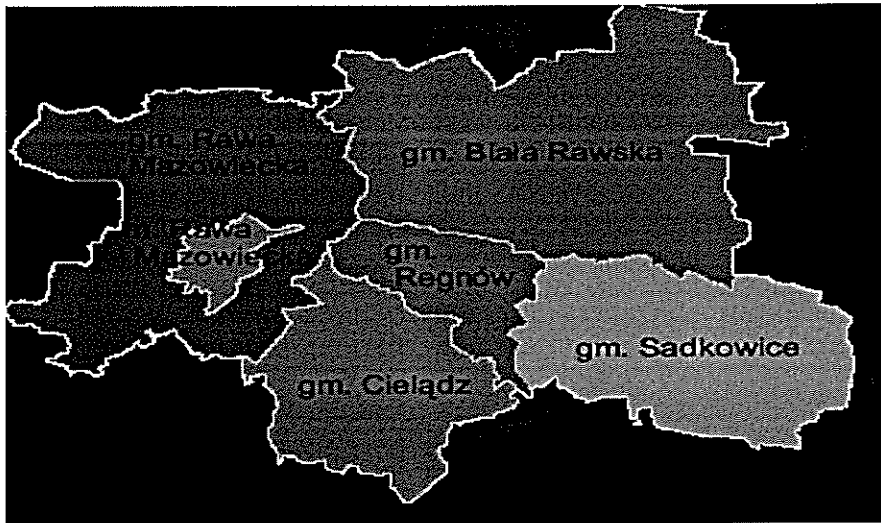 gm. Rawa
Mazowiecka
gm. Biała Rawska
m. Rawa
Mazowiecka
gm.
Regnów
gm. Sadkowice
gm. Cielądz